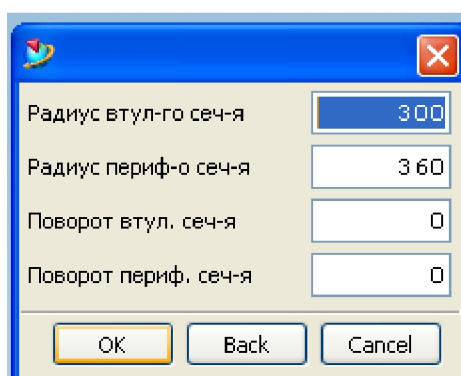 Радиус втул-го сеч-я 300
Радиус периф-о сеч-я 360
Поворот втул. сеч-я 0
Поворот периф. сеч-я 0
OK Back Cancel